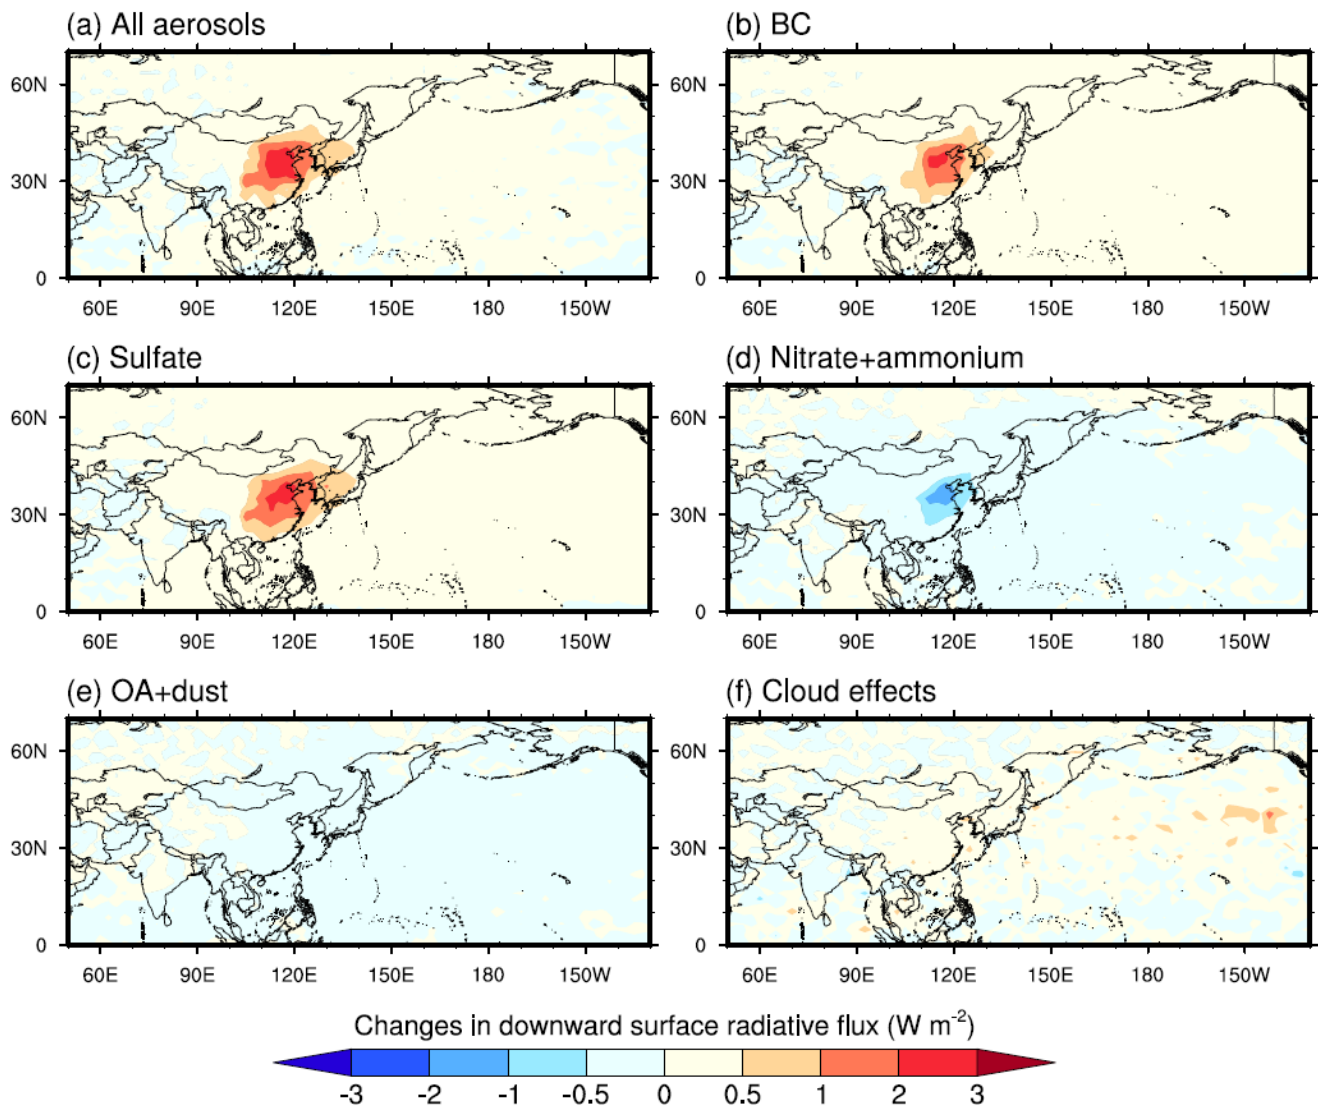 (a) All aerosols
(b) BC
60N
30N
0
60E 90E 120E 150E 180 150W
60N
30N
0
60E 90E 120E 150E 180 150W
(c) Sulfate
(d) Nitrate+ammonium
60N
30N
0
60E 90E 120E 150E 180 150W
60N
30N
0
60E 90E 120E 150E 180 150W
(e) OA+dust
(f) Cloud effects
60N
30N
0
60E 90E 120E 150E 180 150W
60N
30N
0
60E 90E 120E 150E 180 150W
Changes in downward surface radiative flux (W m⁻²)
-3 -2 -1 -0.5 0 0.5 1 2 3